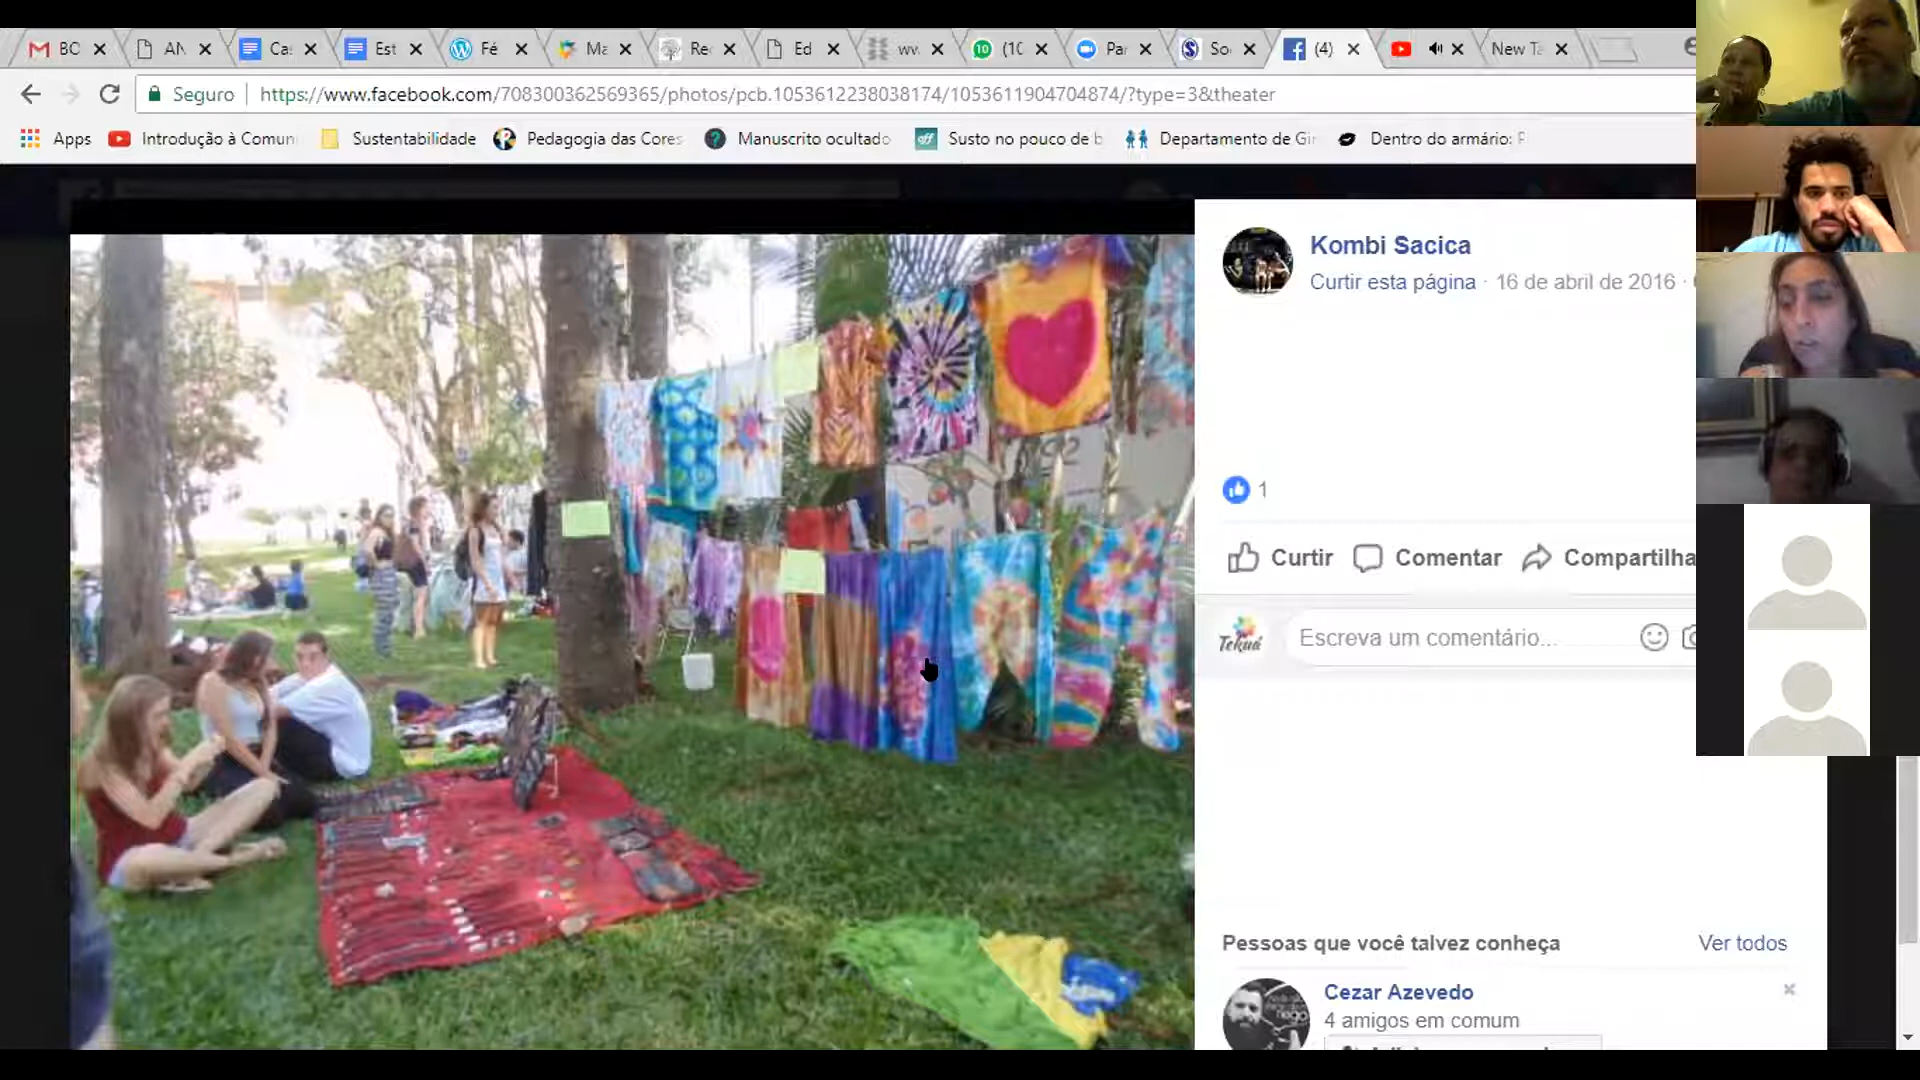 BC
AN
Ca
Est
Fé
Ma
Re
Ed
wv
(10
Par
So
(4)
New Ta
Seguro
https://www.facebook.com/708300362569365/photos/pcb.1053612238038174/1053611904704874/?type=3&theater
Apps
Introdução à Comun
Sustentabilidade
Pedagogia das Cores
Manuscrito ocultado
Susto no pouco de b
Departamento de Gi
Dentro do armário:
Kombi Sacica
Curtir esta página · 16 de abril de 2016 ·
1
Curtir
Comentar
Compartilha
Tekuá
Escreva um comentário...
Pessoas que você talvez conheça
Ver todos
Cezar Azevedo
4 amigos em comum